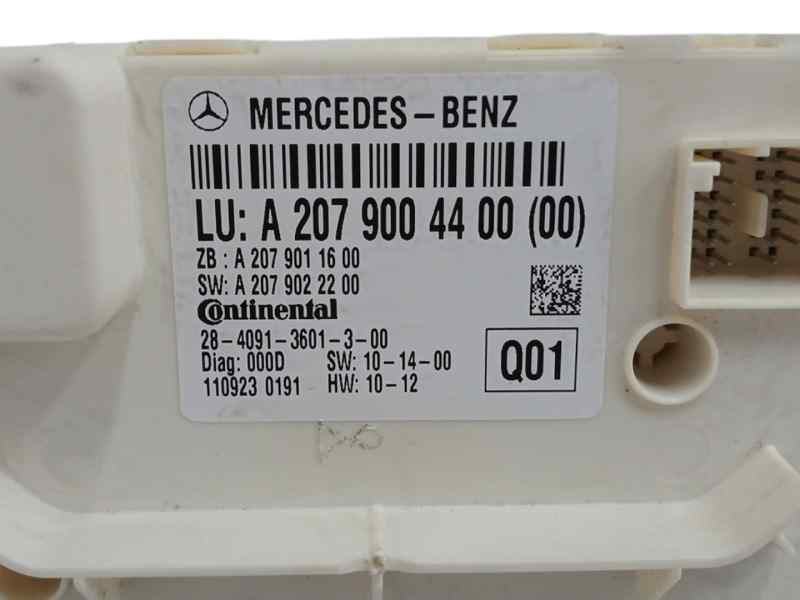 MERCEDES-BENZ
LU: A 207 900 44 00 (00)
ZB : A 207 901 16 00
SW: A 207 902 22 00
Continental
28-4091-3601-3-00
Diag: 000D SW: 10-14-00
110923 0191 HW: 10-12
Q01